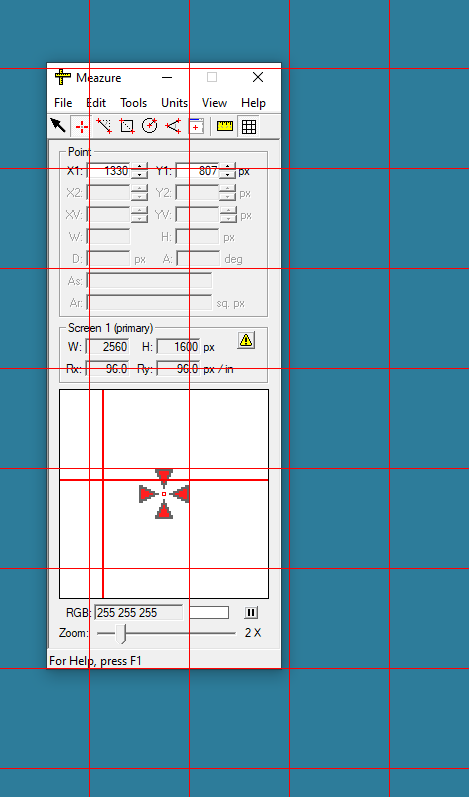 Meazure
File Edit Tools Units View Help
Point
X1: 1330 Y1: 807 px
X2: Y2: px
XV: YV: px
W: H: px
D: px A: deg
As:
Ar: sq. px
Screen 1 (primary)
W: 2560 H: 1600 px
Rx: 96.0 Ry: 96.0 px / in
RGB: 255 255 255
Zoom: 2 X
For Help, press F1